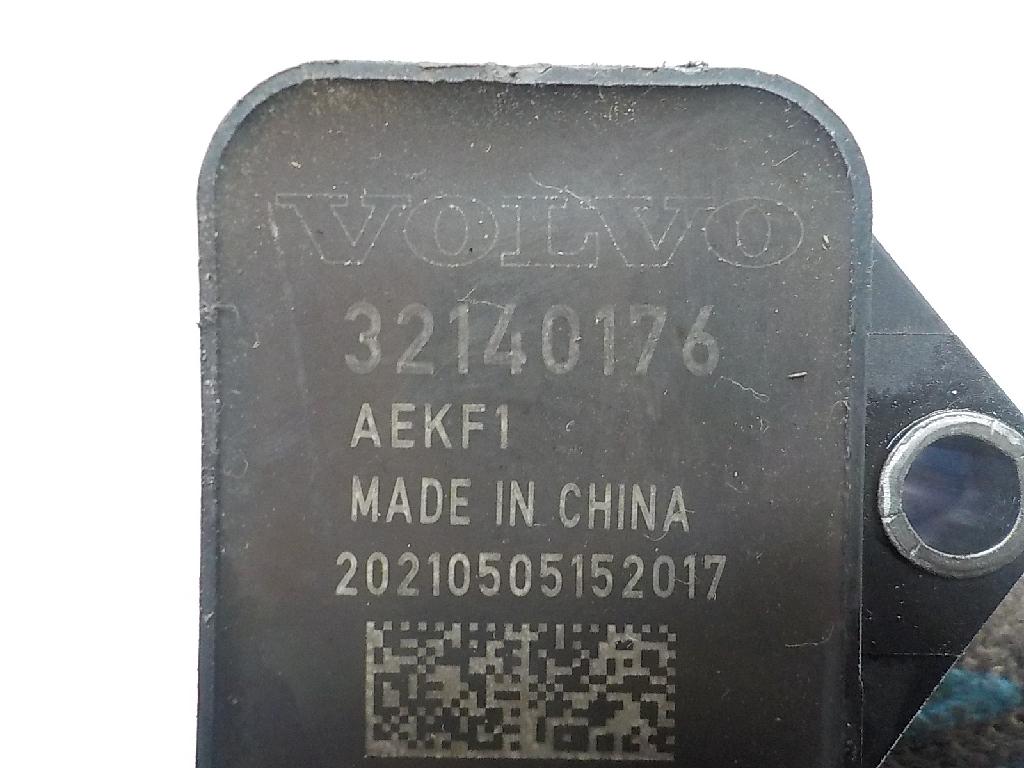 VOLVO
32140176
AEKF1
MADE IN CHINA
20210505152017